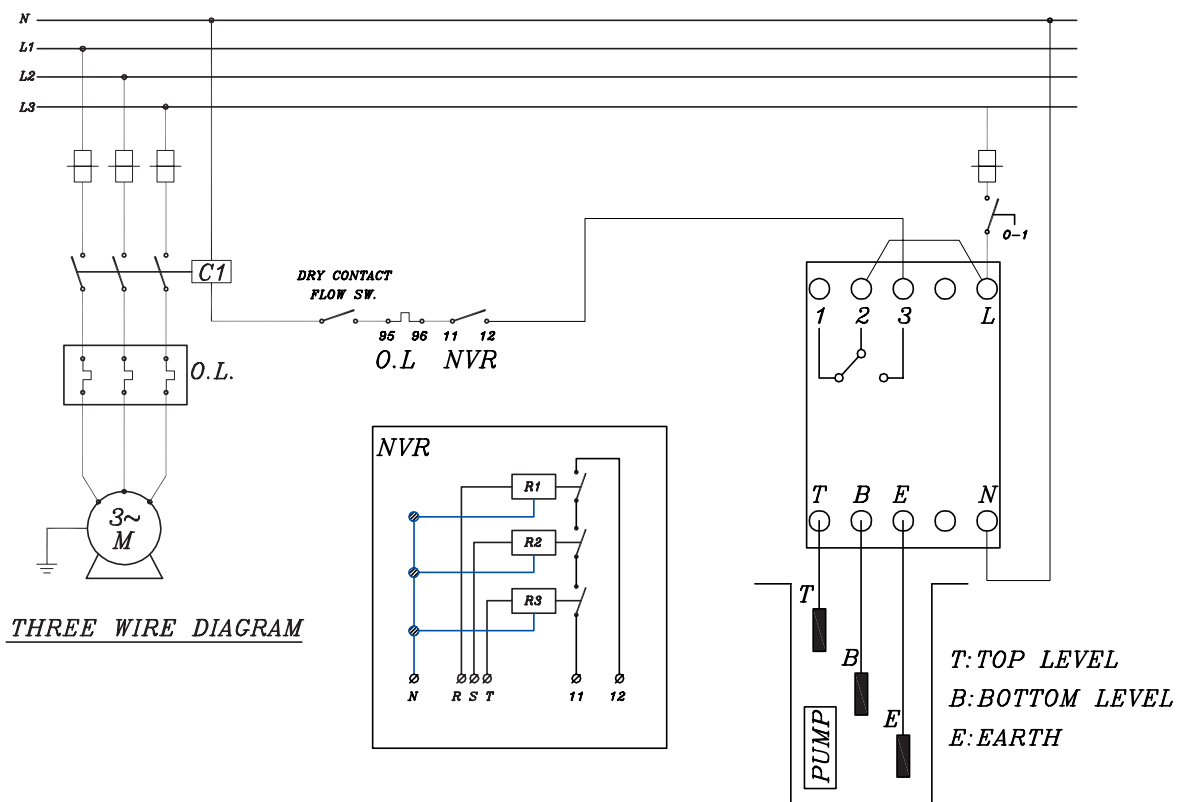 N
L1
L2
L3
C1
DRY CONTACT
FLOW SW.
95 96 11 12
O.L NVR
O-1
1 2 3 L
O.L.
3~
M
THREE WIRE DIAGRAM
NVR
R1
R2
R3
N R S T 11 12
T B E N
T
B
E
PUMP
T:TOP LEVEL
B:BOTTOM LEVEL
E:EARTH